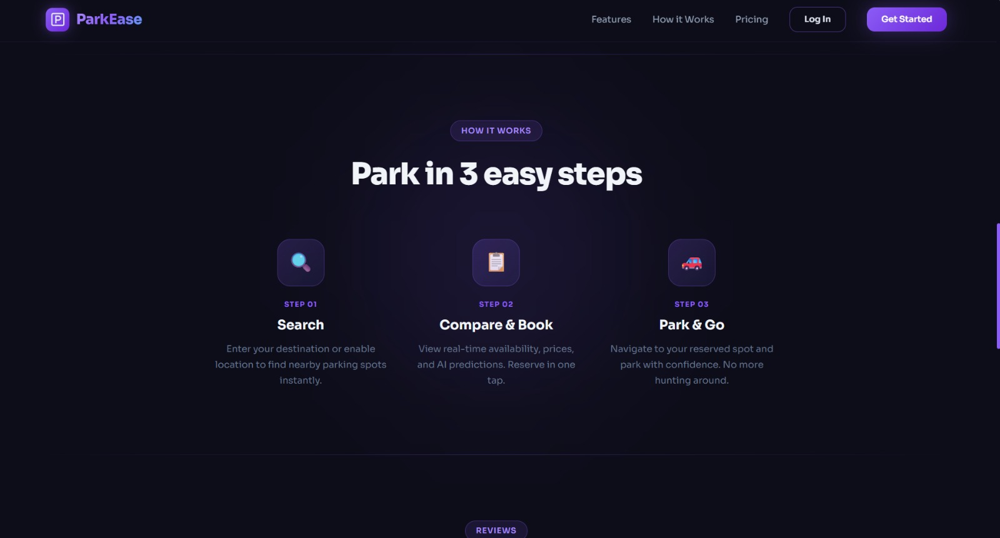 P ParkEase
Features How it Works Pricing Log In Get Started
HOW IT WORKS
Park in 3 easy steps
STEP 01
Search
Enter your destination or enable
location to find nearby parking spots
instantly.
STEP 02
Compare & Book
View real-time availability, prices,
and AI predictions. Reserve in one
tap.
STEP 03
Park & Go
Navigate to your reserved spot and
park with confidence. No more
hunting around.
REVIEWS